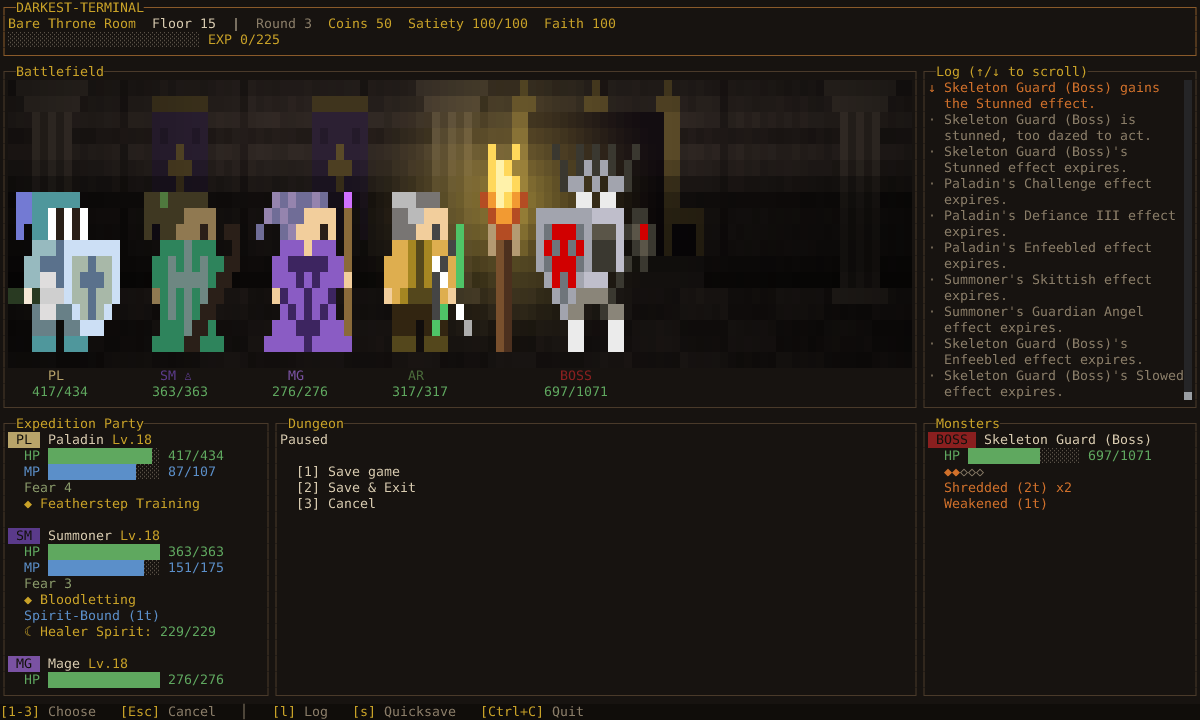 DARKEST-TERMINAL
Bare Throne Room  Floor 15  |  Round 3  Coins 50  Satiety 100/100  Faith 100
EXP 0/225
Battlefield
PL
SM ♙
MG
AR
BOSS
417/434
363/363
276/276
317/317
697/1071
Log (↑/↓ to scroll)
↓ Skeleton Guard (Boss) gains
the Stunned effect.
· Skeleton Guard (Boss) is
stunned, too dazed to act.
· Skeleton Guard (Boss)'s
Stunned effect expires.
· Paladin's Challenge effect
expires.
· Paladin's Defiance III effect
expires.
· Paladin's Enfeebled effect
expires.
· Summoner's Skittish effect
expires.
· Summoner's Guardian Angel
effect expires.
· Skeleton Guard (Boss)'s
Enfeebled effect expires.
· Skeleton Guard (Boss)'s Slowed
effect expires.
Expedition Party
PL Paladin Lv.18
HP 417/434
MP 87/107
Fear 4
◆ Featherstep Training
SM Summoner Lv.18
HP 363/363
MP 151/175
Fear 3
◆ Bloodletting
Spirit-Bound (1t)
☾ Healer Spirit: 229/229
MG Mage Lv.18
HP 276/276
Dungeon
Paused
[1] Save game
[2] Save & Exit
[3] Cancel
Monsters
BOSS Skeleton Guard (Boss)
HP 697/1071
◆◆◇◇◇
Shredded (2t) x2
Weakened (1t)
[1-3] Choose  [Esc] Cancel  │  [l] Log  [s] Quicksave  [Ctrl+C] Quit